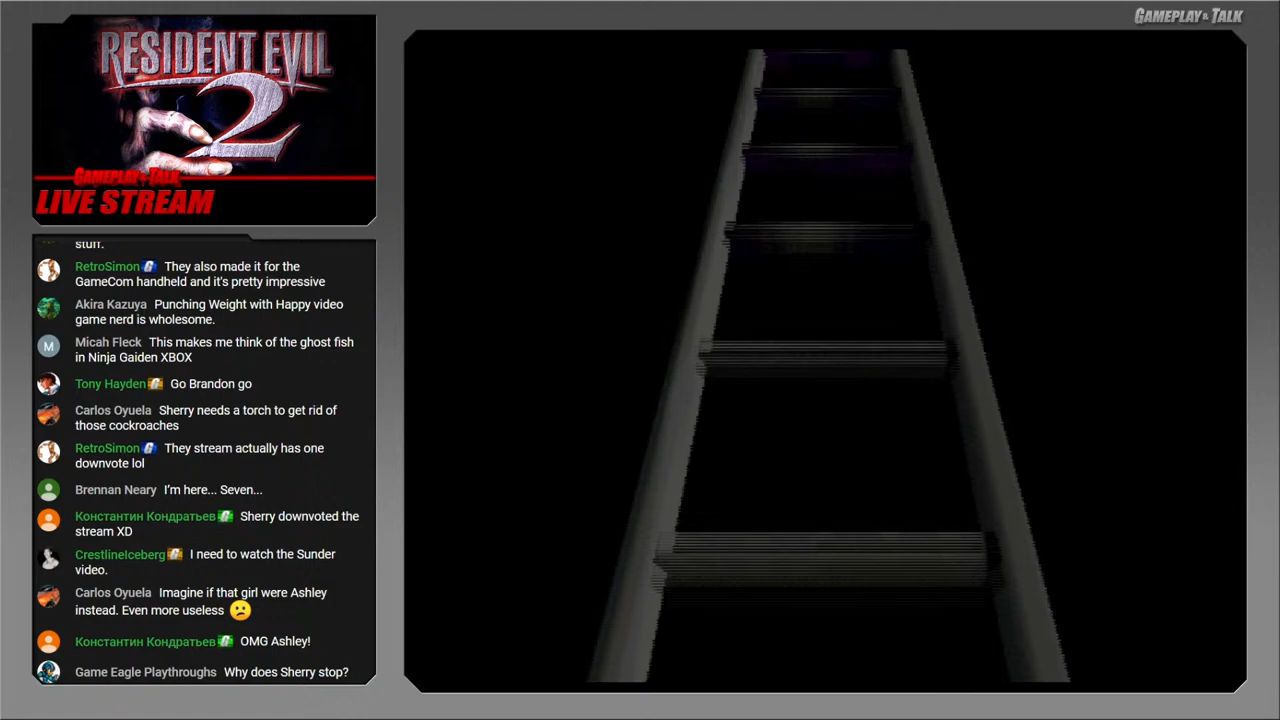 GAMEPLAY & TALK
RESIDENT EVIL
2
GAMEPLAY & TALK
LIVE STREAM
stuff.
RetroSimon They also made it for the
GameCom handheld and it's pretty impressive
Akira Kazuya Punching Weight with Happy video
game nerd is wholesome.
M
Micah Fleck This makes me think of the ghost fish
in Ninja Gaiden XBOX
Tony Hayden Go Brandon go
Carlos Oyuela Sherry needs a torch to get rid of
those cockroaches
RetroSimon They stream actually has one
downvote lol
Brennan Neary I'm here... Seven...
Константин Кондратьев Sherry downvoted the
stream XD
CrestlineIceberg I need to watch the Sunder
video.
Carlos Oyuela Imagine if that girl were Ashley
instead. Even more useless 😕
Константин Кондратьев OMG Ashley!
Game Eagle Playthroughs Why does Sherry stop?